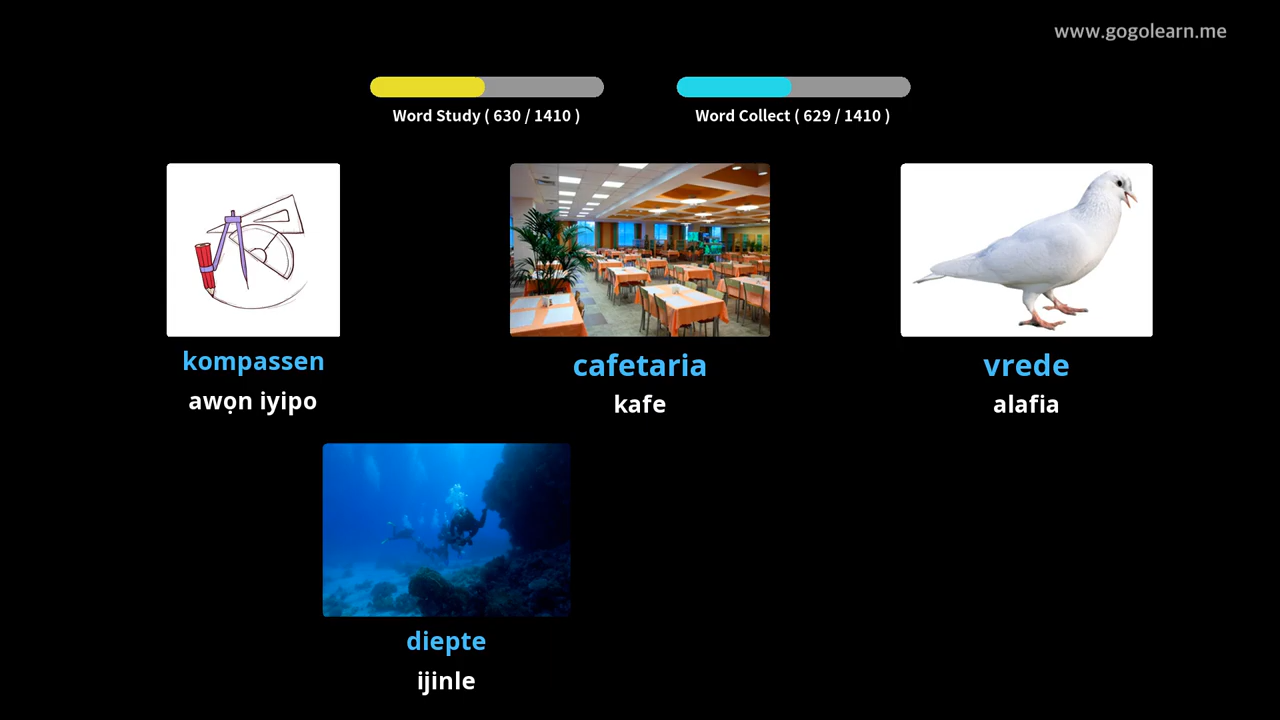 www.gogolearn.me
Word Study ( 630 / 1410 )
Word Collect ( 629 / 1410 )
kompassen
awọn iyipo
cafetaria
kafe
vrede
alafia
diepte
ijinle